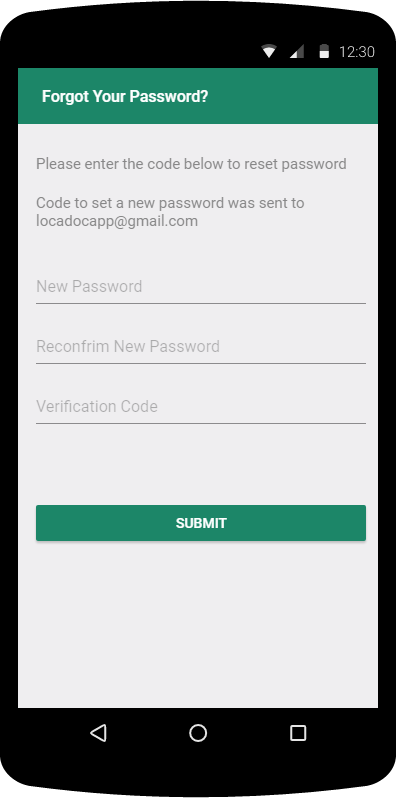 12:30
Forgot Your Password?
Please enter the code below to reset password
Code to set a new password was sent to
locadocapp@gmail.com
New Password
Reconfrim New Password
Verification Code
SUBMIT